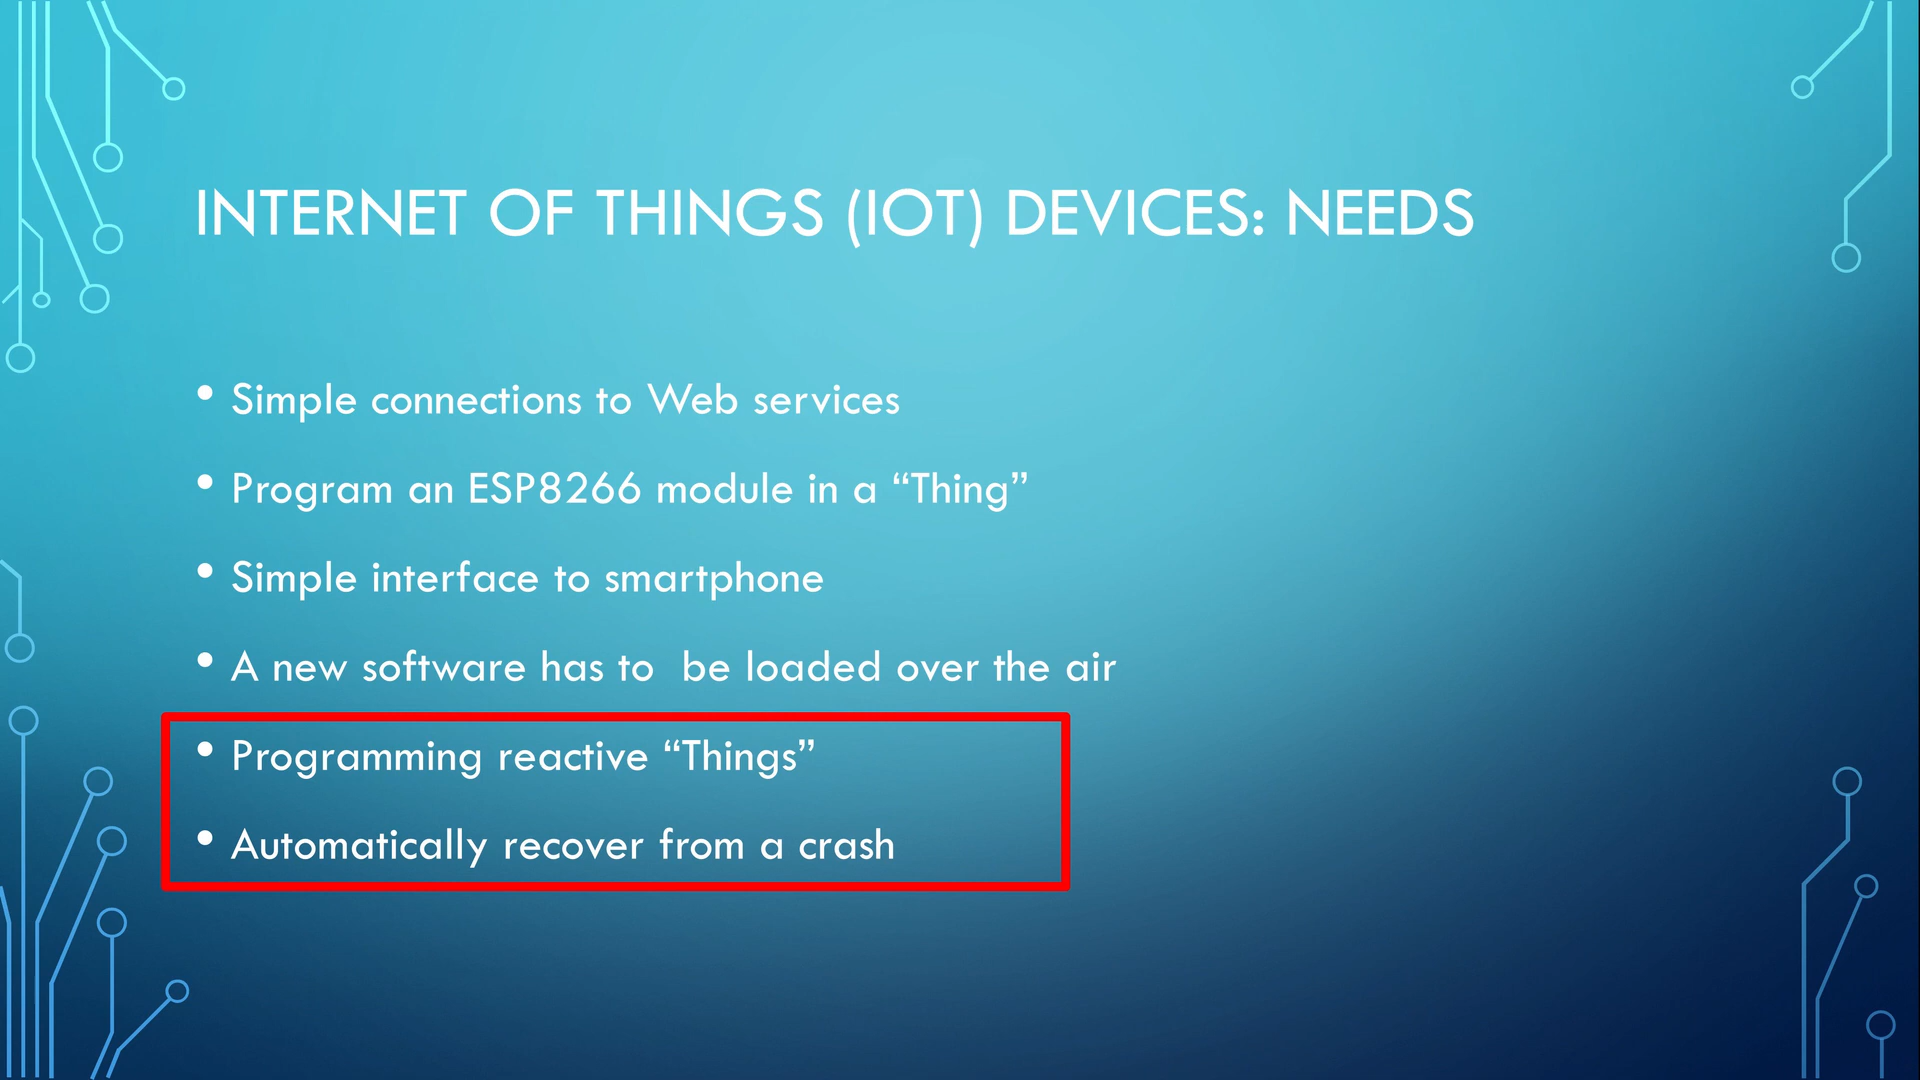 INTERNET OF THINGS (IOT) DEVICES: NEEDS
• Simple connections to Web services
• Program an ESP8266 module in a “Thing”
• Simple interface to smartphone
• A new software has to  be loaded over the air
• Programming reactive “Things”
• Automatically recover from a crash